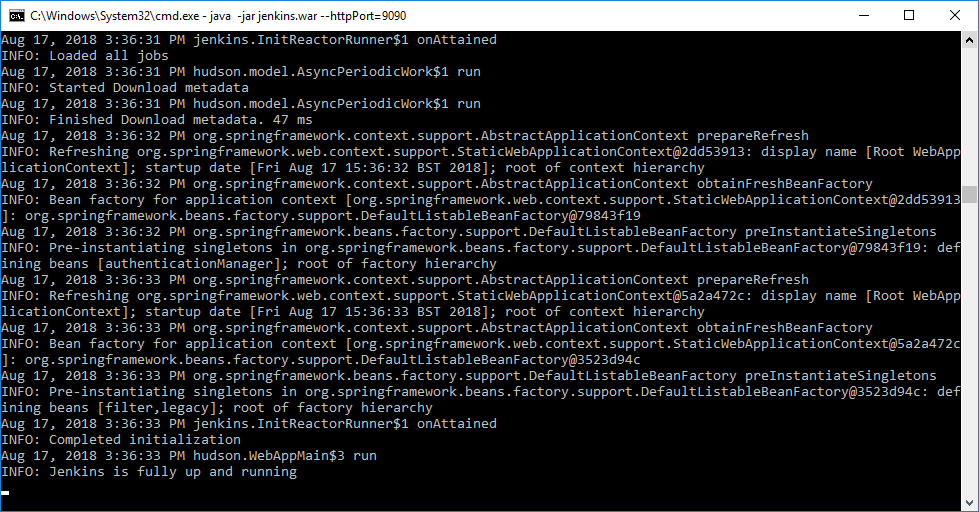 C:\Windows\System32\cmd.exe - java  -jar jenkins.war --httpPort=9090
Aug 17, 2018 3:36:31 PM jenkins.InitReactorRunner$1 onAttained
INFO: Loaded all jobs
Aug 17, 2018 3:36:31 PM hudson.model.AsyncPeriodicWork$1 run
INFO: Started Download metadata
Aug 17, 2018 3:36:31 PM hudson.model.AsyncPeriodicWork$1 run
INFO: Finished Download metadata. 47 ms
Aug 17, 2018 3:36:32 PM org.springframework.context.support.AbstractApplicationContext prepareRefresh
INFO: Refreshing org.springframework.web.context.support.StaticWebApplicationContext@2dd53913: display name [Root WebApp
licationContext]; startup date [Fri Aug 17 15:36:32 BST 2018]; root of context hierarchy
Aug 17, 2018 3:36:32 PM org.springframework.context.support.AbstractApplicationContext obtainFreshBeanFactory
INFO: Bean factory for application context [org.springframework.web.context.support.StaticWebApplicationContext@2dd53913
]: org.springframework.beans.factory.support.DefaultListableBeanFactory@79843f19
Aug 17, 2018 3:36:32 PM org.springframework.beans.factory.support.DefaultListableBeanFactory preInstantiateSingletons
INFO: Pre-instantiating singletons in org.springframework.beans.factory.support.DefaultListableBeanFactory@79843f19: def
ining beans [authenticationManager]; root of factory hierarchy
Aug 17, 2018 3:36:33 PM org.springframework.context.support.AbstractApplicationContext prepareRefresh
INFO: Refreshing org.springframework.web.context.support.StaticWebApplicationContext@5a2a472c: display name [Root WebApp
licationContext]; startup date [Fri Aug 17 15:36:33 BST 2018]; root of context hierarchy
Aug 17, 2018 3:36:33 PM org.springframework.context.support.AbstractApplicationContext obtainFreshBeanFactory
INFO: Bean factory for application context [org.springframework.web.context.support.StaticWebApplicationContext@5a2a472c
]: org.springframework.beans.factory.support.DefaultListableBeanFactory@3523d94c
Aug 17, 2018 3:36:33 PM org.springframework.beans.factory.support.DefaultListableBeanFactory preInstantiateSingletons
INFO: Pre-instantiating singletons in org.springframework.beans.factory.support.DefaultListableBeanFactory@3523d94c: def
ining beans [filter,legacy]; root of factory hierarchy
Aug 17, 2018 3:36:33 PM jenkins.InitReactorRunner$1 onAttained
INFO: Completed initialization
Aug 17, 2018 3:36:33 PM hudson.WebAppMain$3 run
INFO: Jenkins is fully up and running